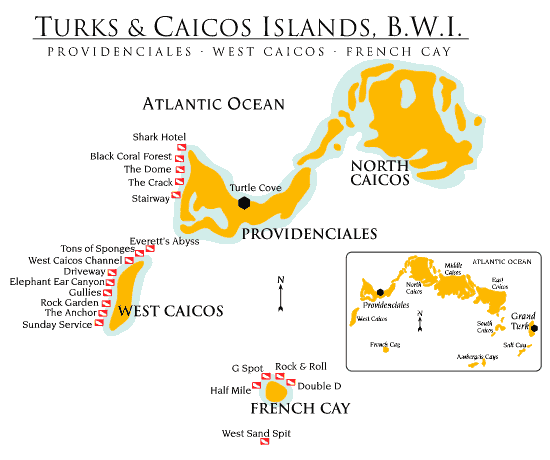 TURKS & CAICOS ISLANDS, B.W.I.
PROVIDENCIALES · WEST CAICOS · FRENCH CAY
ATLANTIC OCEAN
Shark Hotel
Black Coral Forest
The Dome
The Crack
Stairway
Turtle Cove
NORTH
CAICOS
PROVIDENCIALES
Everett's Abyss
Tons of Sponges
West Caicos Channel
Driveway
Elephant Ear Canyon
Gullies
Rock Garden
The Anchor
Sunday Service
WEST CAICOS
N
G Spot
Rock & Roll
Half Mile
Double D
FRENCH CAY
West Sand Spit
ATLANTIC OCEAN
Middle
Caicos
North
Caicos
East
Caicos
Providenciales
West Caicos
N
South
Caicos
Grand
Turk
French Cay
Salt Cay
Ambergris Cays